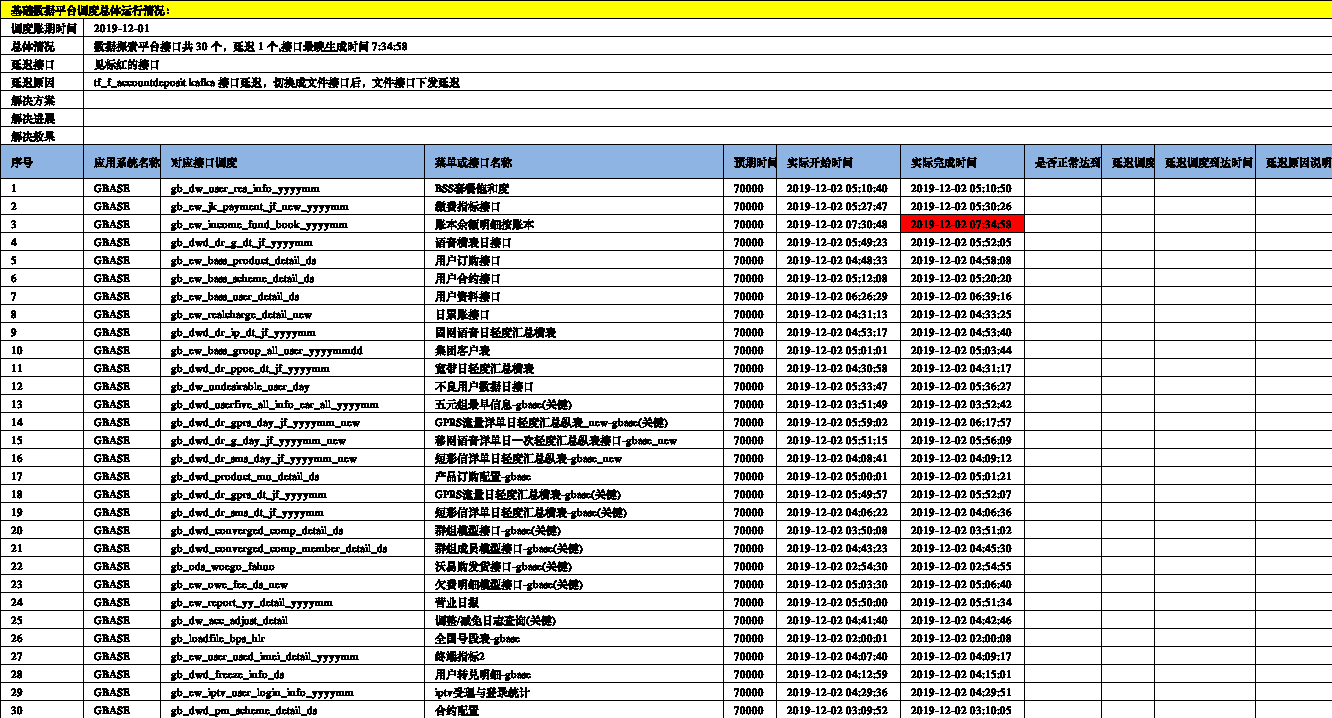 基础数据平台调度总体运行情况：
调度账期时间 2019-12-01
总体情况 数据探索平台接口共 30 个，延迟 1 个,接口最晚生成时间 7:34:58
延迟接口 见标红的接口
延迟原因 tf_f_accountdeposit kafka 接口延迟，切换成文件接口后，文件接口下发延迟
解决方案
解决进展
解决效果
序号 应用系统名称 对应接口调度 菜单或接口名称 预期时间 实际开始时间 实际完成时间 是否正常达到 延迟调度 延迟调度到达时间 延迟原因说明
1 GBASE gb_dw_user_res_info_yyyymm BSS套餐饱和度 70000 2019-12-02 05:10:40 2019-12-02 05:10:50
2 GBASE gb_ew_jk_payment_jf_new_yyyymm 缴费指标接口 70000 2019-12-02 05:27:47 2019-12-02 05:30:26
3 GBASE gb_ew_income_fund_book_yyyymm 账本余额明细按账本 70000 2019-12-02 07:30:48 2019-12-02 07:34:58
4 GBASE gb_dwd_dr_g_dt_jf_yyyymm 语音横表日接口 70000 2019-12-02 05:49:23 2019-12-02 05:52:05
5 GBASE gb_ew_bass_product_detail_ds 用户订购接口 70000 2019-12-02 04:48:33 2019-12-02 04:58:08
6 GBASE gb_ew_bass_scheme_detail_ds 用户合约接口 70000 2019-12-02 05:12:08 2019-12-02 05:20:20
7 GBASE gb_ew_bass_user_detail_ds 用户资料接口 70000 2019-12-02 06:26:29 2019-12-02 06:39:16
8 GBASE gb_ew_realcharge_detail_new 日累账接口 70000 2019-12-02 04:31:13 2019-12-02 04:33:25
9 GBASE gb_dwd_dr_ip_dt_jf_yyyymm 固网语音日轻度汇总横表 70000 2019-12-02 04:53:17 2019-12-02 04:53:40
10 GBASE gb_ew_bass_group_all_user_yyyymmdd 集团客户表 70000 2019-12-02 05:01:01 2019-12-02 05:03:44
11 GBASE gb_dwd_dr_ppoe_dt_jf_yyyymm 宽带日轻度汇总横表 70000 2019-12-02 04:30:58 2019-12-02 04:31:17
12 GBASE gb_dw_undesirable_user_day 不良用户数据日接口 70000 2019-12-02 05:33:47 2019-12-02 05:36:27
13 GBASE gb_dwd_userfive_all_info_ear_all_yyyymm 五元组最早信息-gbase(关键) 70000 2019-12-02 03:51:49 2019-12-02 03:52:42
14 GBASE gb_dwd_dr_gprs_day_jf_yyyymm_new GPRS流量详单日轻度汇总纵表_new-gbase(关键) 70000 2019-12-02 05:59:02 2019-12-02 06:17:57
15 GBASE gb_dwd_dr_g_day_jf_yyyymm_new 移网语音详单日一次轻度汇总纵表接口-gbase_new 70000 2019-12-02 05:51:15 2019-12-02 05:56:09
16 GBASE gb_dwd_dr_sms_day_jf_yyyymm_new 短彩信详单日轻度汇总纵表-gbase_new 70000 2019-12-02 04:08:41 2019-12-02 04:09:12
17 GBASE gb_dwd_product_mn_detail_ds 产品订购配置-gbase 70000 2019-12-02 05:00:01 2019-12-02 05:01:21
18 GBASE gb_dwd_dr_gprs_dt_jf_yyyymm GPRS流量日轻度汇总横表-gbase(关键) 70000 2019-12-02 05:49:57 2019-12-02 05:52:07
19 GBASE gb_dwd_dr_sms_dt_jf_yyyymm 短彩信详单日轻度汇总横表-gbase(关键) 70000 2019-12-02 04:06:22 2019-12-02 04:06:36
20 GBASE gb_dwd_converged_comp_detail_ds 群组模型接口-gbase(关键) 70000 2019-12-02 03:50:08 2019-12-02 03:51:02
21 GBASE gb_dwd_converged_comp_member_detail_ds 群组成员模型接口-gbase(关键) 70000 2019-12-02 04:43:23 2019-12-02 04:45:30
22 GBASE gb_ods_woego_fahuo 沃易购发货接口-gbase(关键) 70000 2019-12-02 02:54:30 2019-12-02 02:54:55
23 GBASE gb_ew_owe_fee_ds_new 欠费明细模型接口-gbase(关键) 70000 2019-12-02 05:03:30 2019-12-02 05:06:40
24 GBASE gb_ew_report_yy_detail_yyyymm 营业日报 70000 2019-12-02 05:50:00 2019-12-02 05:51:34
25 GBASE gb_dw_acc_adjust_detail 调整/减免日志查询(关键) 70000 2019-12-02 04:41:40 2019-12-02 04:42:46
26 GBASE gb_loadfile_bps_hlr 全国号段表-gbase 70000 2019-12-02 02:00:01 2019-12-02 02:00:08
27 GBASE gb_ew_user_used_imei_detail_yyyymm 终端指标2 70000 2019-12-02 04:07:40 2019-12-02 04:09:17
28 GBASE gb_dwd_freeze_info_ds 用户转兑明细-gbase 70000 2019-12-02 04:12:59 2019-12-02 04:15:01
29 GBASE gb_ew_iptv_user_login_info_yyyymm iptv受理与登录统计 70000 2019-12-02 04:29:36 2019-12-02 04:29:51
30 GBASE gb_dwd_pm_scheme_detail_ds 合约配置 70000 2019-12-02 03:09:52 2019-12-02 03:10:05